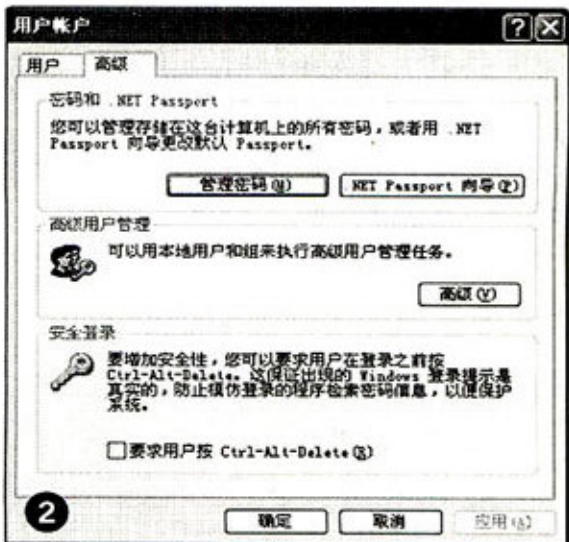 用户帐户
用户 高级
密码和 .NET Passport
您可以管理存储在这台计算机上的所有密码，或者用 .NET
Passport 向导更改默认 Passport。
管理密码(M) .NET Passport 向导(P)
高级用户管理
可以用本地用户和组来执行高级用户管理任务。
高级(V)
安全登录
要增加安全性，您可以要求用户在登录之前按
Ctrl-Alt-Delete。这保证出现的 Windows 登录提示是
真实的，防止模仿登录的程序检索密码信息，以便保护
系统。
要求用户按 Ctrl-Alt-Delete(R)
2
确定 取消 应用(A)